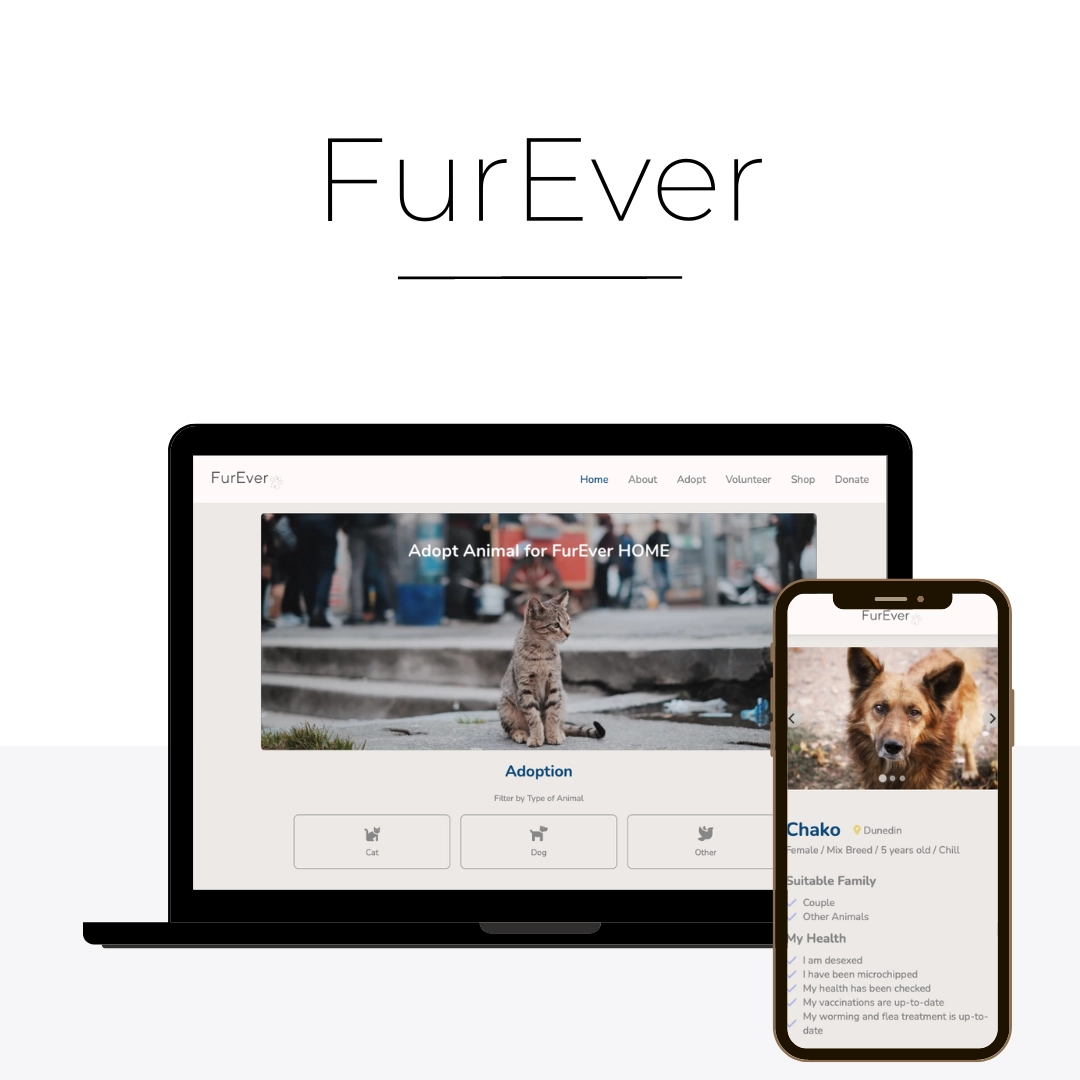 FurEver
FurEver
Home About Adopt Volunteer Shop Donate
Adopt Animal for FurEver HOME
Adoption
Filter by Type of Animal
Cat Dog Other
FurEver
Chako Dunedin
Female / Mix Breed / 5 years old / Chill
Suitable Family
Couple
Other Animals
My Health
I am desexed
I have been microchipped
My health has been checked
My vaccinations are up-to-date
My worming and flea treatment is up-to-
date